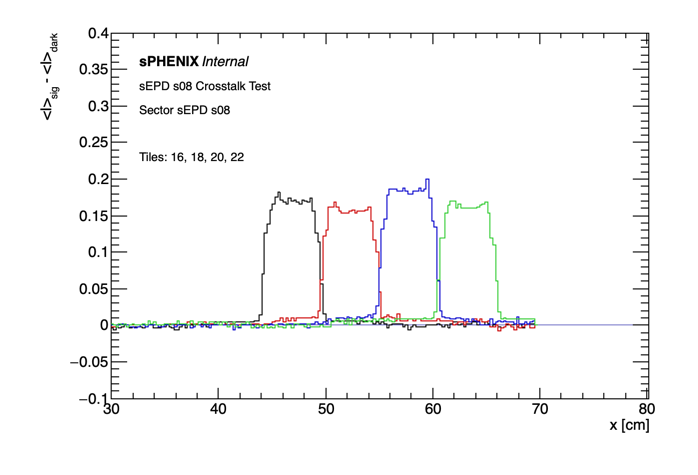 <I>sig - <I>dark
0.4
0.35
0.3
0.25
0.2
0.15
0.1
0.05
0
−0.05
−0.1
sPHENIX Internal
sEPD s08 Crosstalk Test
Sector sEPD s08
Tiles: 16, 18, 20, 22
30 40 50 60 70 80
x [cm]